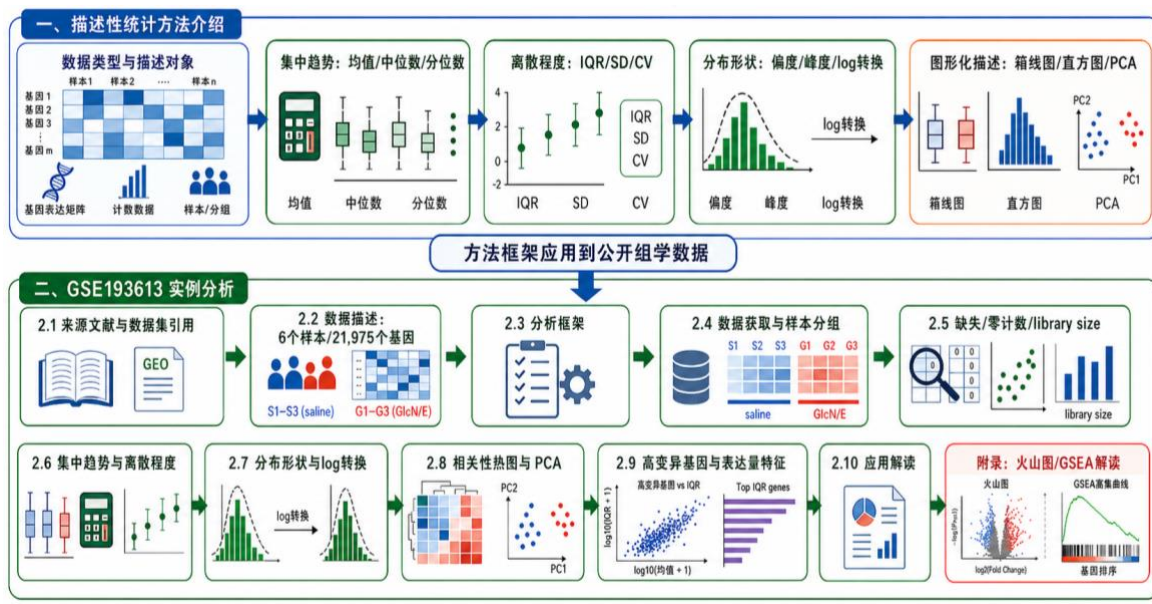 一、描述性统计方法介绍
数据类型与描述对象
样本1 样本2 .... 样本n
基因1
基因2
基因3
基因m
基因表达矩阵 计数数据 样本/分组
集中趋势：均值/中位数/分位数
均值 中位数 分位数
离散程度：IQR/SD/CV
4
2
0
-2
IQR
SD
CV
IQR SD CV
分布形状：偏度/峰度/log转换
log转换
偏度 峰度 log转换
图形化描述：箱线图/直方图/PCA
PC2
PC1
箱线图 直方图 PCA
方法框架应用到公开组学数据
二、GSE193613 实例分析
2.1 来源文献与数据集引用
GEO
2.2 数据描述：
6个样本/21,975个基因
S1–S3 (saline) G1–G3 (GlcN/E)
2.3 分析框架
2.4 数据获取与样本分组
S1 S2 S3 G1 G2 G3
saline GlcN/E
2.5 缺失/零计数/library size
0 0
0
0
0
library size
2.6 集中趋势与离散程度
2.7 分布形状与log转换
log转换
2.8 相关性热图与 PCA
PC2
PC1
2.9 高变异基因与表达量特征
高变异基因 vs IQR
log10(IQR + 1)
log10(均值 + 1)
Top IQR genes
2.10 应用解读
附录：火山图/GSEA解读
火山图
log2(Fold Change)
GSEA富集曲线
基因排序